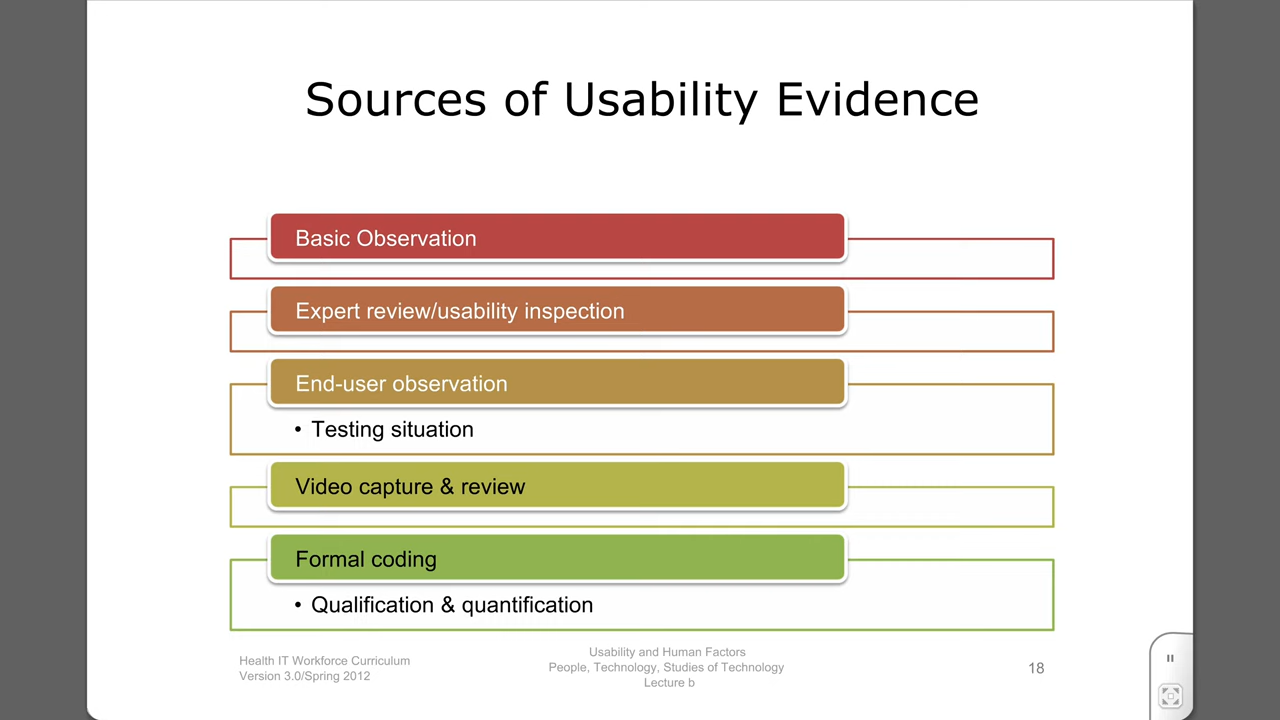 Sources of Usability Evidence
Basic Observation
Expert review/usability inspection
End-user observation
• Testing situation
Video capture & review
Formal coding
• Qualification & quantification
Health IT Workforce Curriculum
Version 3.0/Spring 2012
Usability and Human Factors
People, Technology, Studies of Technology
Lecture b
18